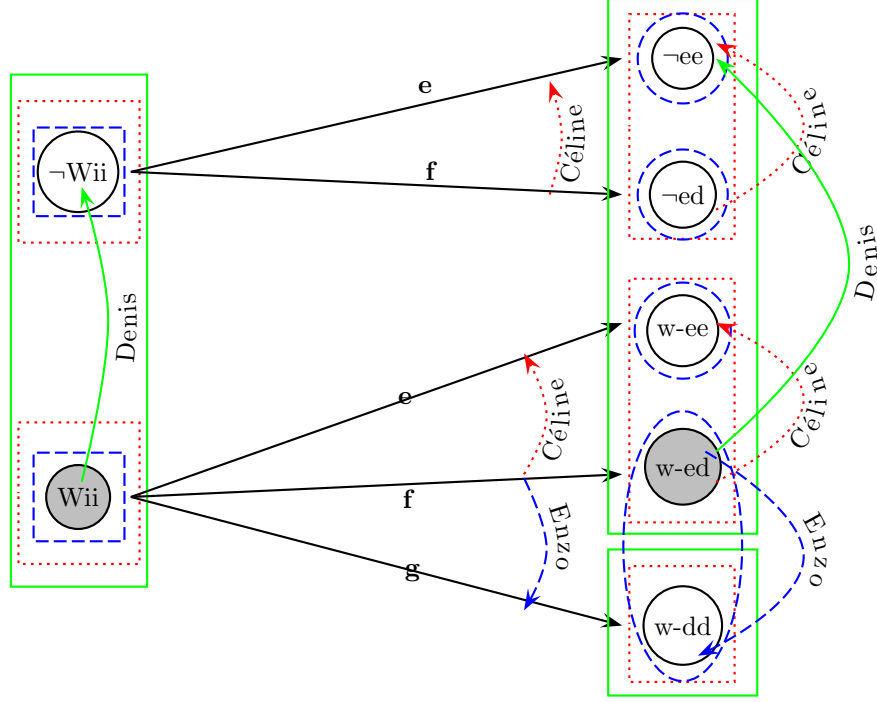 ¬ee
e
Céline
Céline
¬Wii
f
¬ed
Denis
Denis
w-ee
e
Céline
Céline
w-ed
Wii
f
Enzo
Enzo
g
w-dd